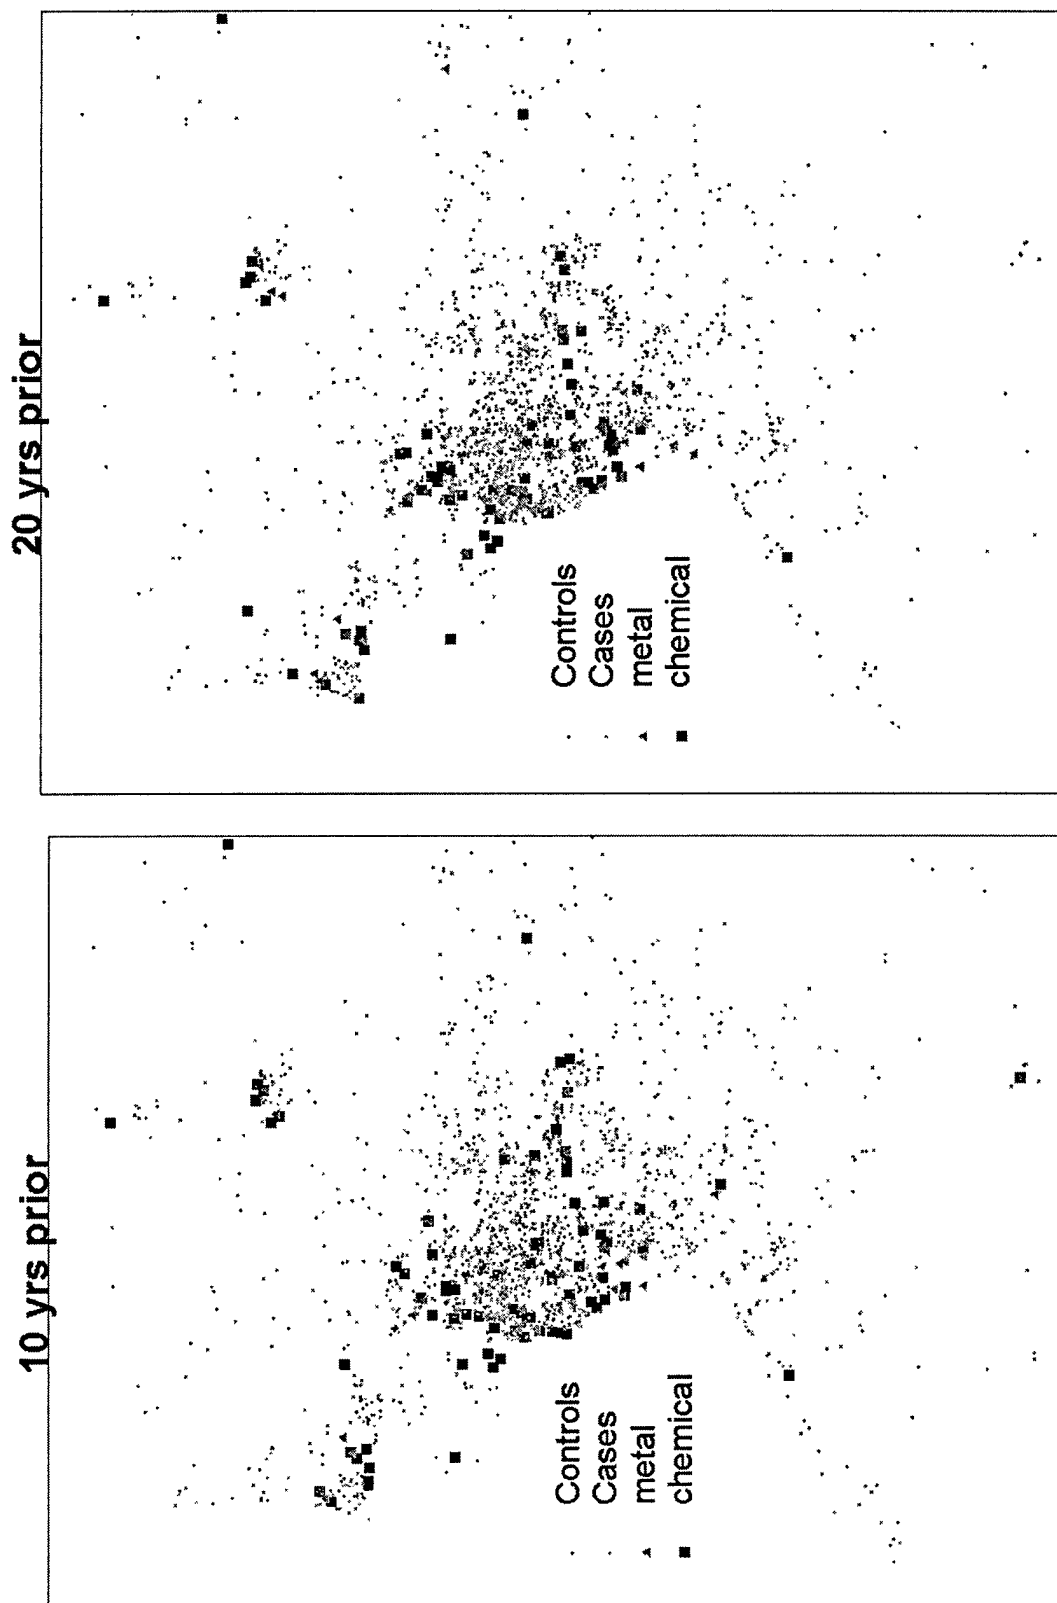 10 yrs prior
Controls
Cases
metal
chemical
20 yrs prior
Controls
Cases
metal
chemical